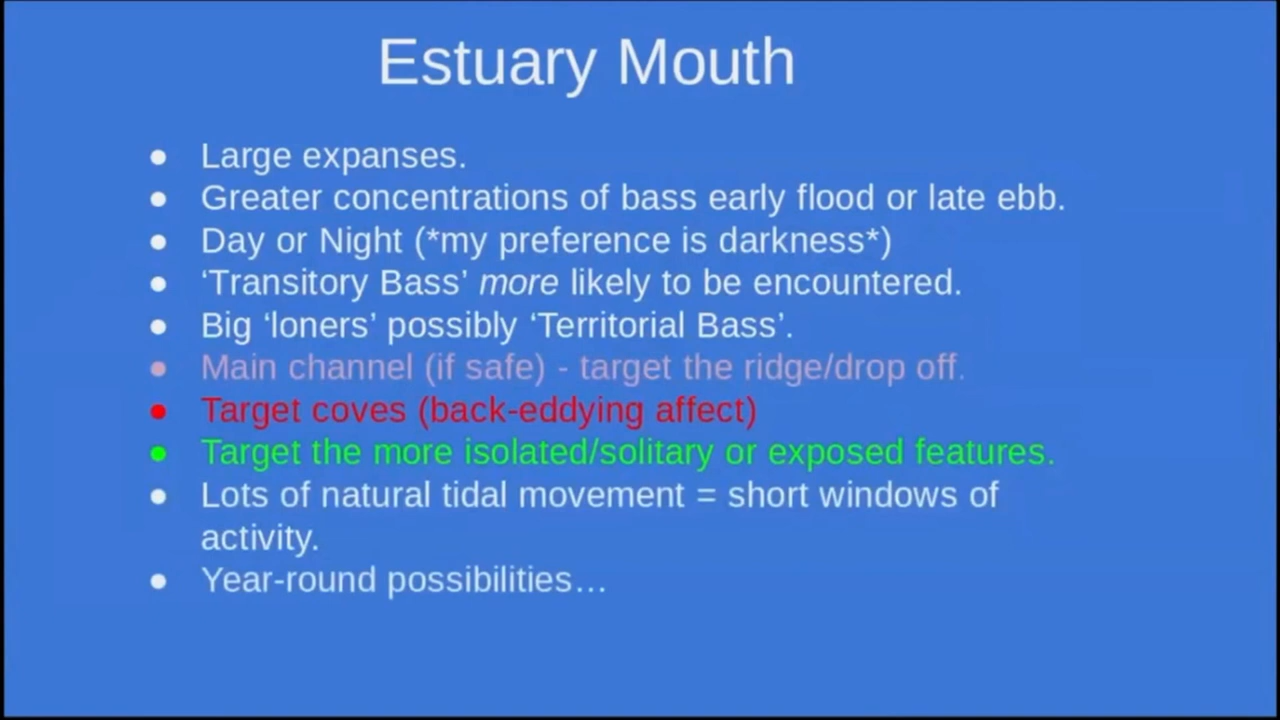 Estuary Mouth
● Large expanses.
● Greater concentrations of bass early flood or late ebb.
● Day or Night (*my preference is darkness*)
● ‘Transitory Bass’ more likely to be encountered.
● Big ‘loners’ possibly ‘Territorial Bass’.
● Main channel (if safe) - target the ridge/drop off.
● Target coves (back-eddying affect)
● Target the more isolated/solitary or exposed features.
● Lots of natural tidal movement = short windows of
activity.
● Year-round possibilities…